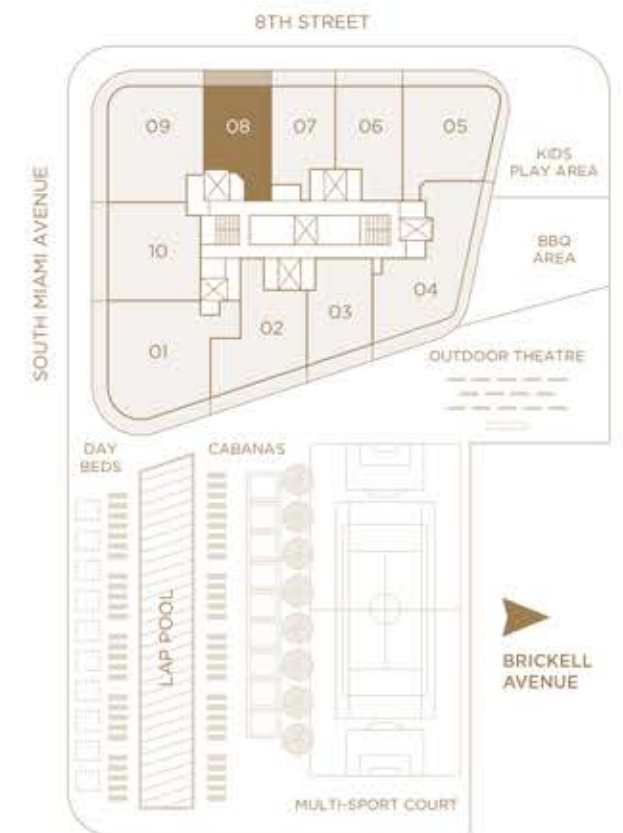 8TH STREET
09
08
07
06
05
KIDS
PLAY AREA
SOUTH MIAMI AVENUE
10
BBQ
AREA
04
03
02
01
OUTDOOR THEATRE
DAY
BEDS
CABANAS
LAP POOL
BRICKELL
AVENUE
MULTI-SPORT COURT